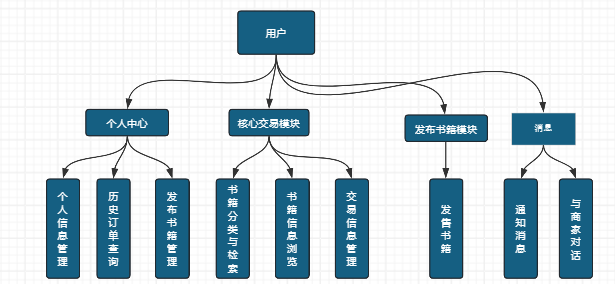 用户
个人中心
核心交易模块
发布书籍模块
消息
个人信息管理
历史订单查询
发布书籍管理
书籍分类与检索
书籍信息浏览
交易信息管理
发售书籍
通知消息
与商家对话